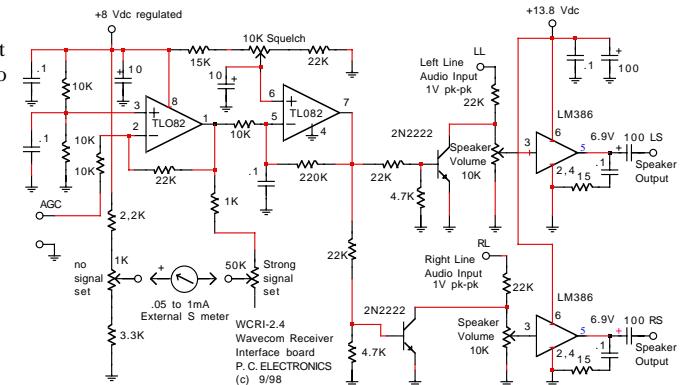 t
o
+8 Vdc regulated
+13.8 Vdc
10K Squelch
15K
22K
.1
10K
10
10
8
3
2
1
TLO82
10K
6
5
7
4
TL082
LL
Left Line
Audio Input
1V pk-pk
22K
.1
100
LM386
6
3
5
2,4
6.9V
100 LS
Speaker
Output
.1
15
2N2222
Speaker
Volume
10K
.1
10K
10K
22K
.1
220K
22K
4.7K
AGC
2,2K
1K
1K
no
signal
set
+
.05 to 1mA
External S meter
50K
Strong
signal
set
22K
RL
Right Line
Audio Input
1V pk-pk
22K
3.3K
WCRI-2.4
Wavecom Receiver
Interface board
P. C. ELECTRONICS
(c) 9/98
2N2222
4.7K
Speaker
Volume
10K
LM386
6
3
5
2,4
6.9V
100 RS
Speaker
Output
.1
15